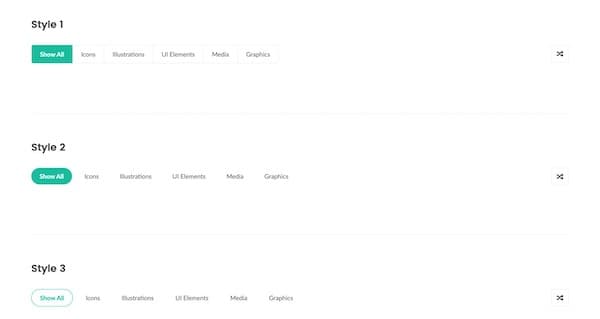 Style 1
Show All Icons Illustrations UI Elements Media Graphics
Style 2
Show All Icons Illustrations UI Elements Media Graphics
Style 3
Show All Icons Illustrations UI Elements Media Graphics